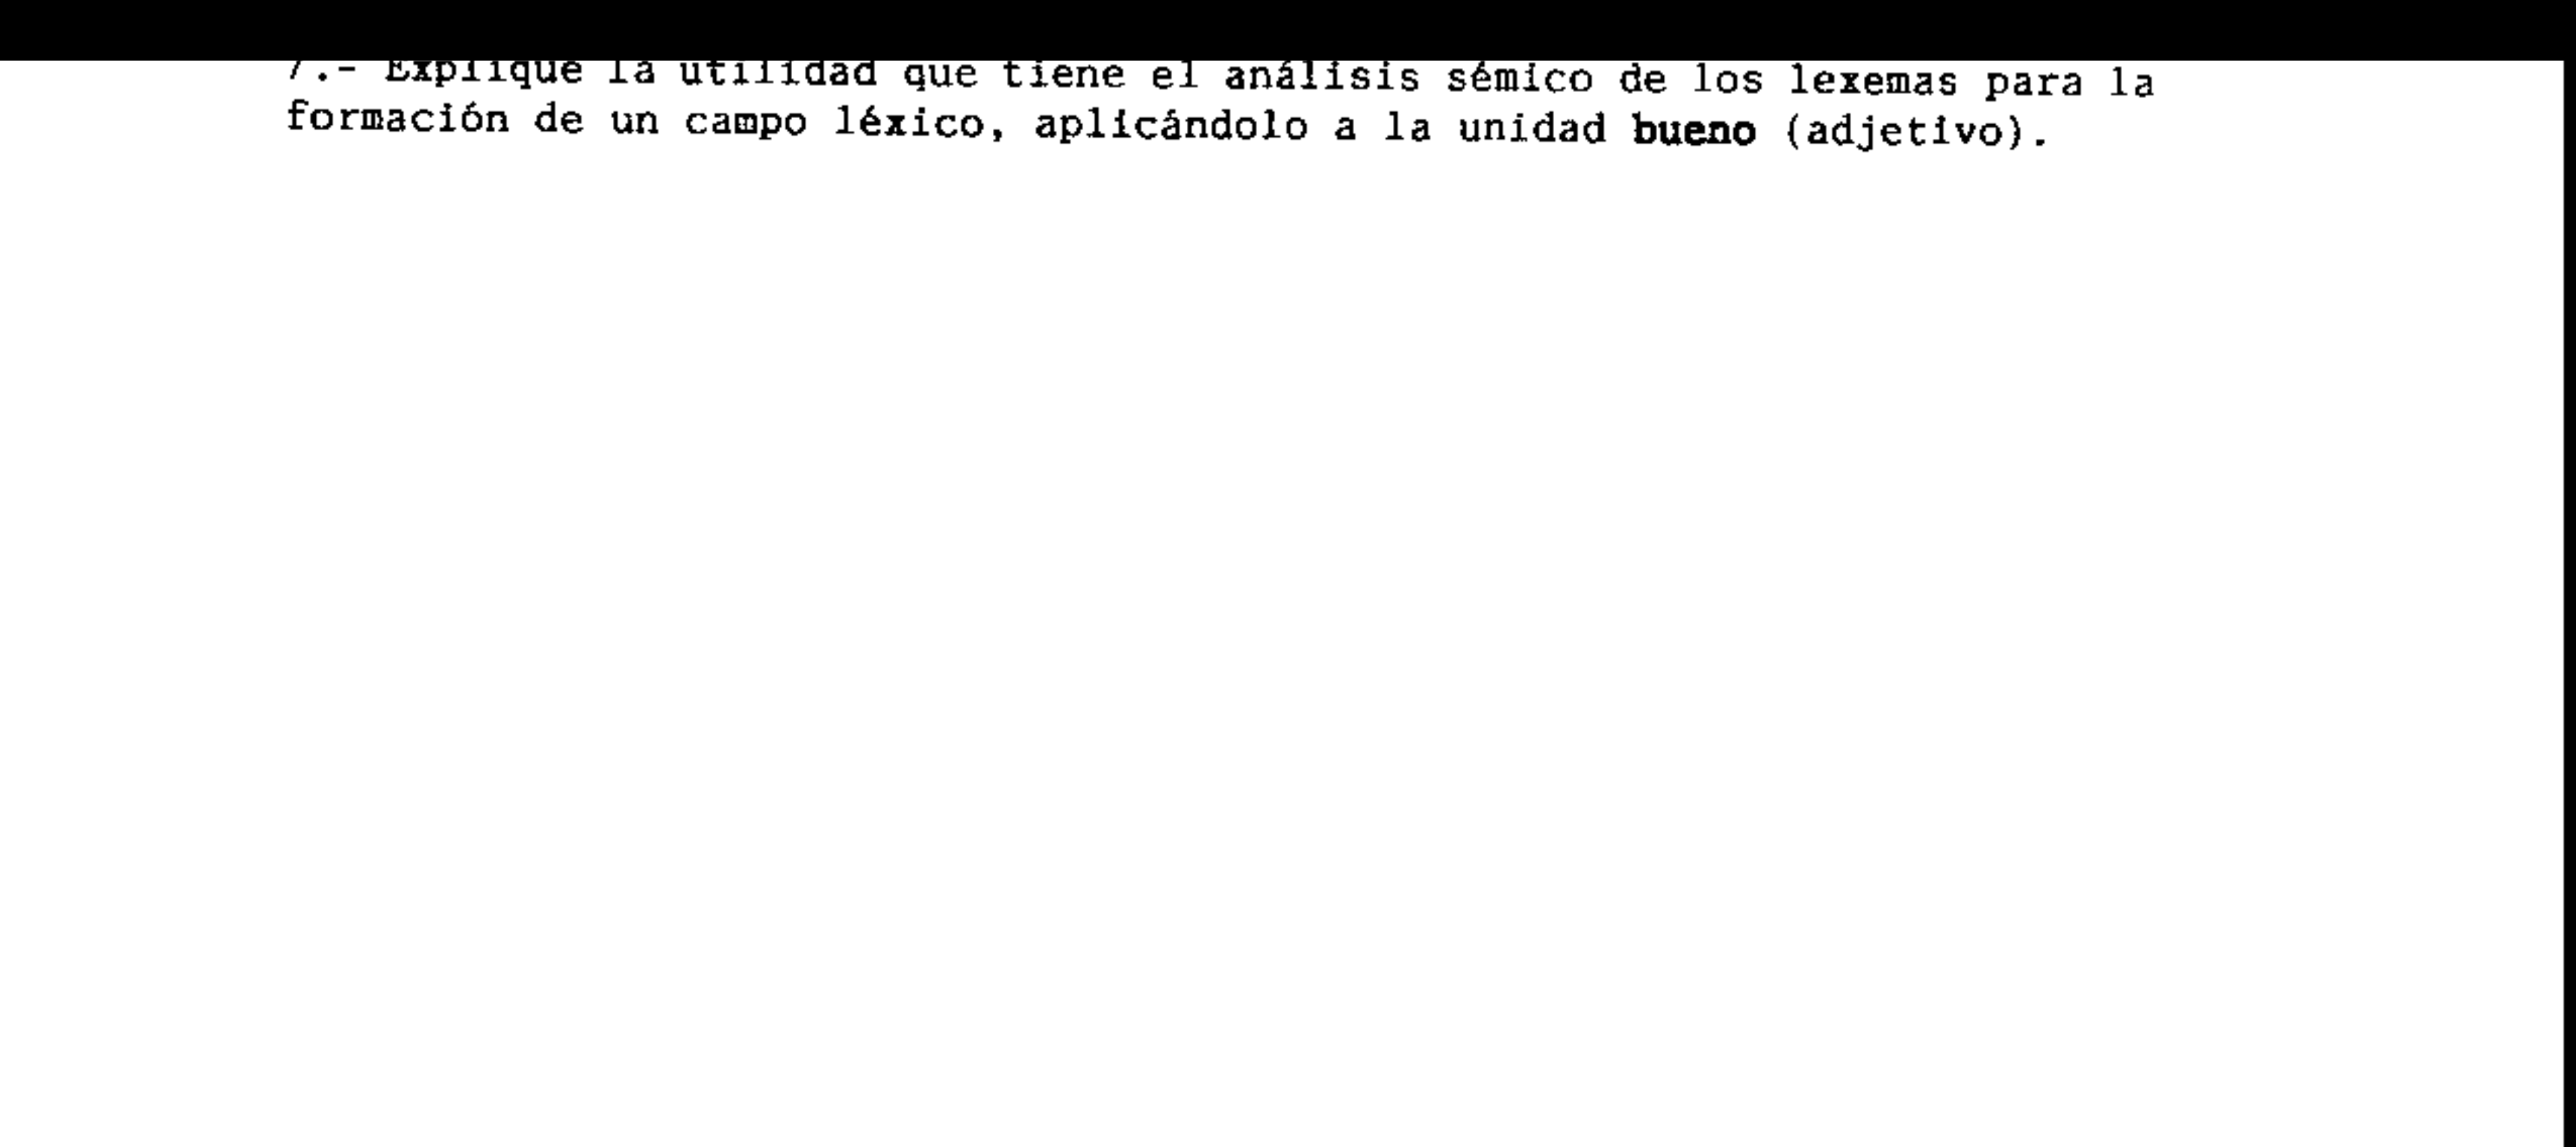 7.- Explique la utilidad que tiene el análisis sémico de los lexemas para la
formación de un campo léxico, aplicándolo a la unidad bueno (adjetivo).